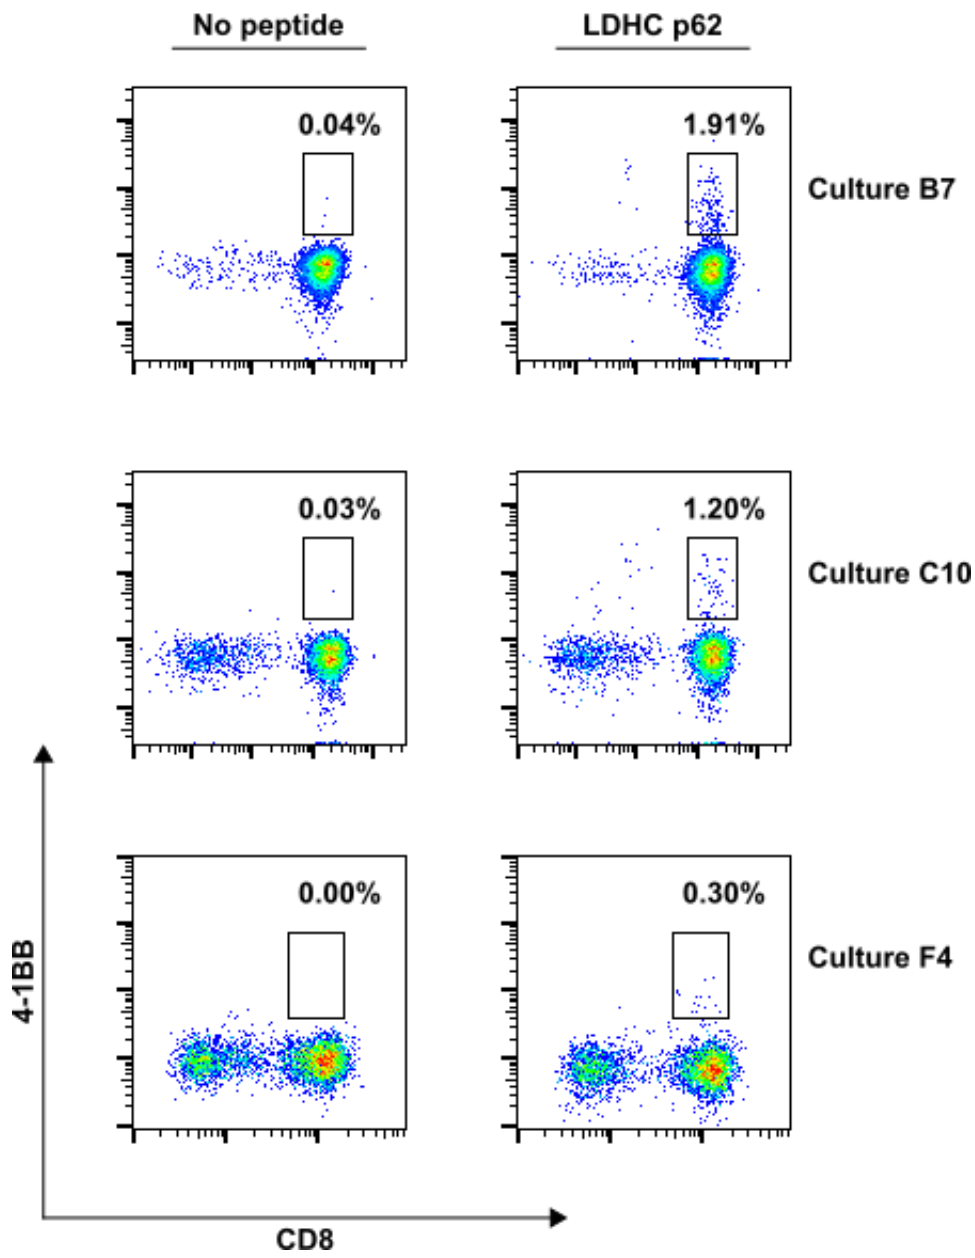 No peptide
LDHC p62
0.04%
1.91%
Culture B7
0.03%
1.20%
Culture C10
0.00%
0.30%
Culture F4
4-1BB
CD8